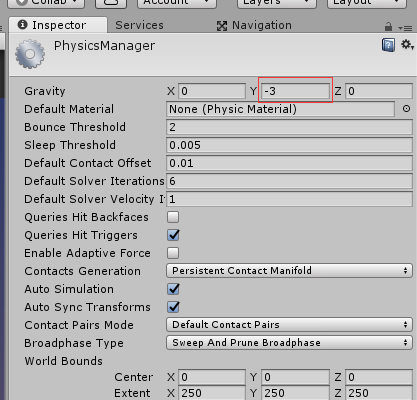 Collab Account Layers Layout
Inspector Services Navigation
PhysicsManager
Gravity X 0 Y -3 Z 0
Default Material None (Physic Material)
Bounce Threshold 2
Sleep Threshold 0.005
Default Contact Offset 0.01
Default Solver Iterations 6
Default Solver Velocity I 1
Queries Hit Backfaces
Queries Hit Triggers
Enable Adaptive Force
Contacts Generation Persistent Contact Manifold
Auto Simulation
Auto Sync Transforms
Contact Pairs Mode Default Contact Pairs
Broadphase Type Sweep And Prune Broadphase
World Bounds
Center X 0 Y 0 Z 0
Extent X 250 Y 250 Z 250